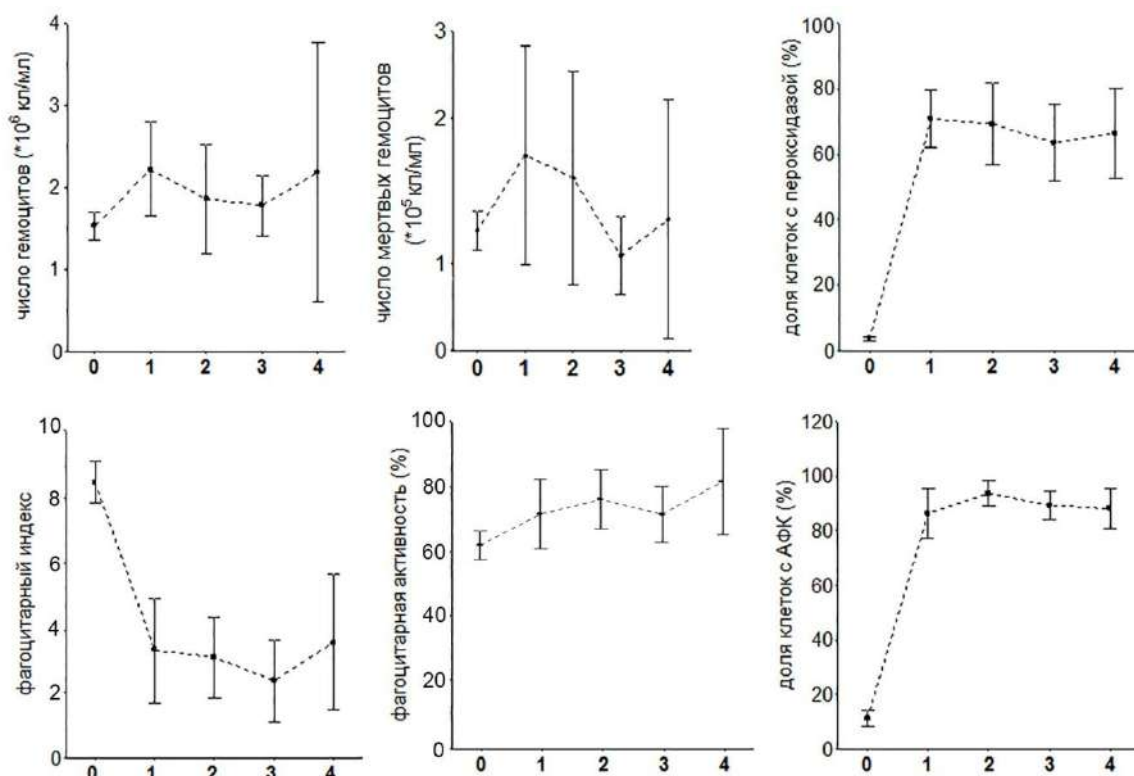 число гемоцитов (*10⁶ кл/мл)
4
3
2
1
0
0 1 2 3 4
число мертвых гемоцитов
(*10⁵ кл/мл)
3
2
1
0
0 1 2 3 4
доля клеток с пероксидазой (%)
100
80
60
40
20
0
0 1 2 3 4
фагоцитарный индекс
10
8
6
4
2
0
0 1 2 3 4
фагоцитарная активность (%)
100
80
60
40
20
0
0 1 2 3 4
доля клеток с АФК (%)
120
100
80
60
40
20
0
0 1 2 3 4